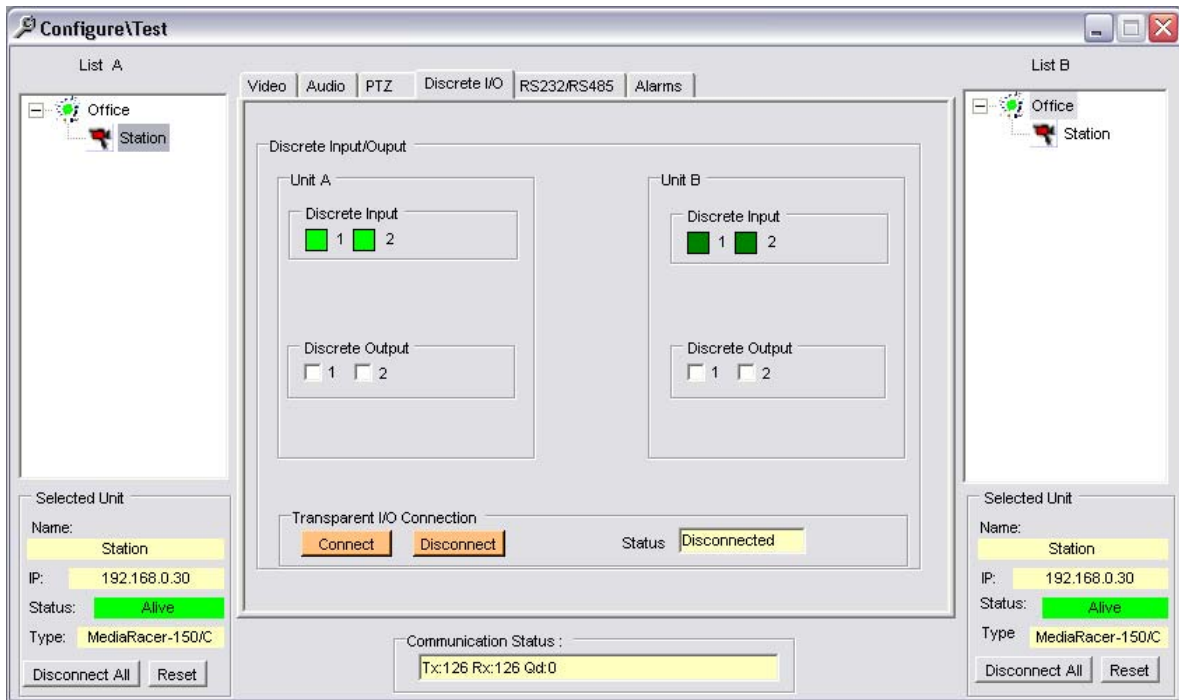 Configure\Test
List A
Office
Station
Video Audio PTZ Discrete I/O RS232/RS485 Alarms
Discrete Input/Ouput
Unit A
Discrete Input
1 2
Discrete Output
1 2
Unit B
Discrete Input
1 2
Discrete Output
1 2
Transparent I/O Connection
Connect Disconnect Status Disconnected
Communication Status :
Tx:126 Rx:126 Qd:0
Selected Unit
Name:
Station
IP: 192.168.0.30
Status: Alive
Type: MediaRacer-150/C
Disconnect All Reset
List B
Office
Station
Selected Unit
Name:
Station
IP: 192.168.0.30
Status: Alive
Type MediaRacer-150/C
Disconnect All Reset